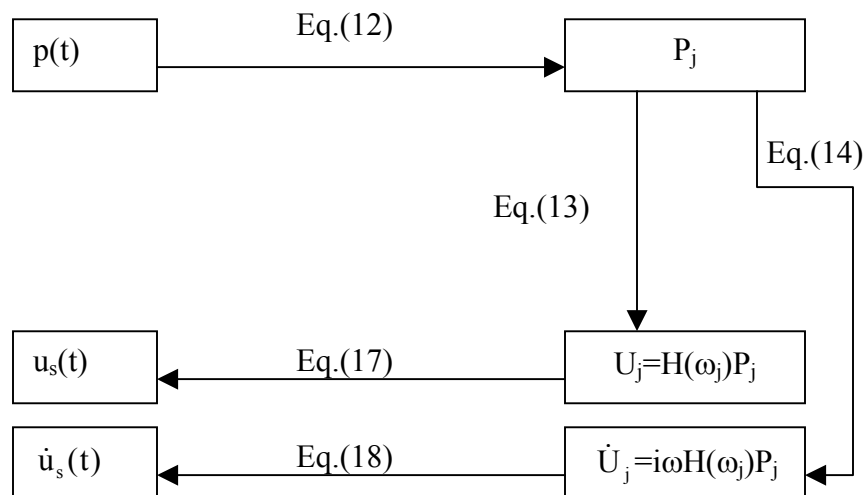 Eq.(12)
p(t)
Pⱼ
Eq.(14)
Eq.(13)
uₛ(t)
Eq.(17)
Uⱼ=H(ωⱼ)Pⱼ
u̇ₛ(t)
Eq.(18)
U̇ⱼ=iωH(ωⱼ)Pⱼ